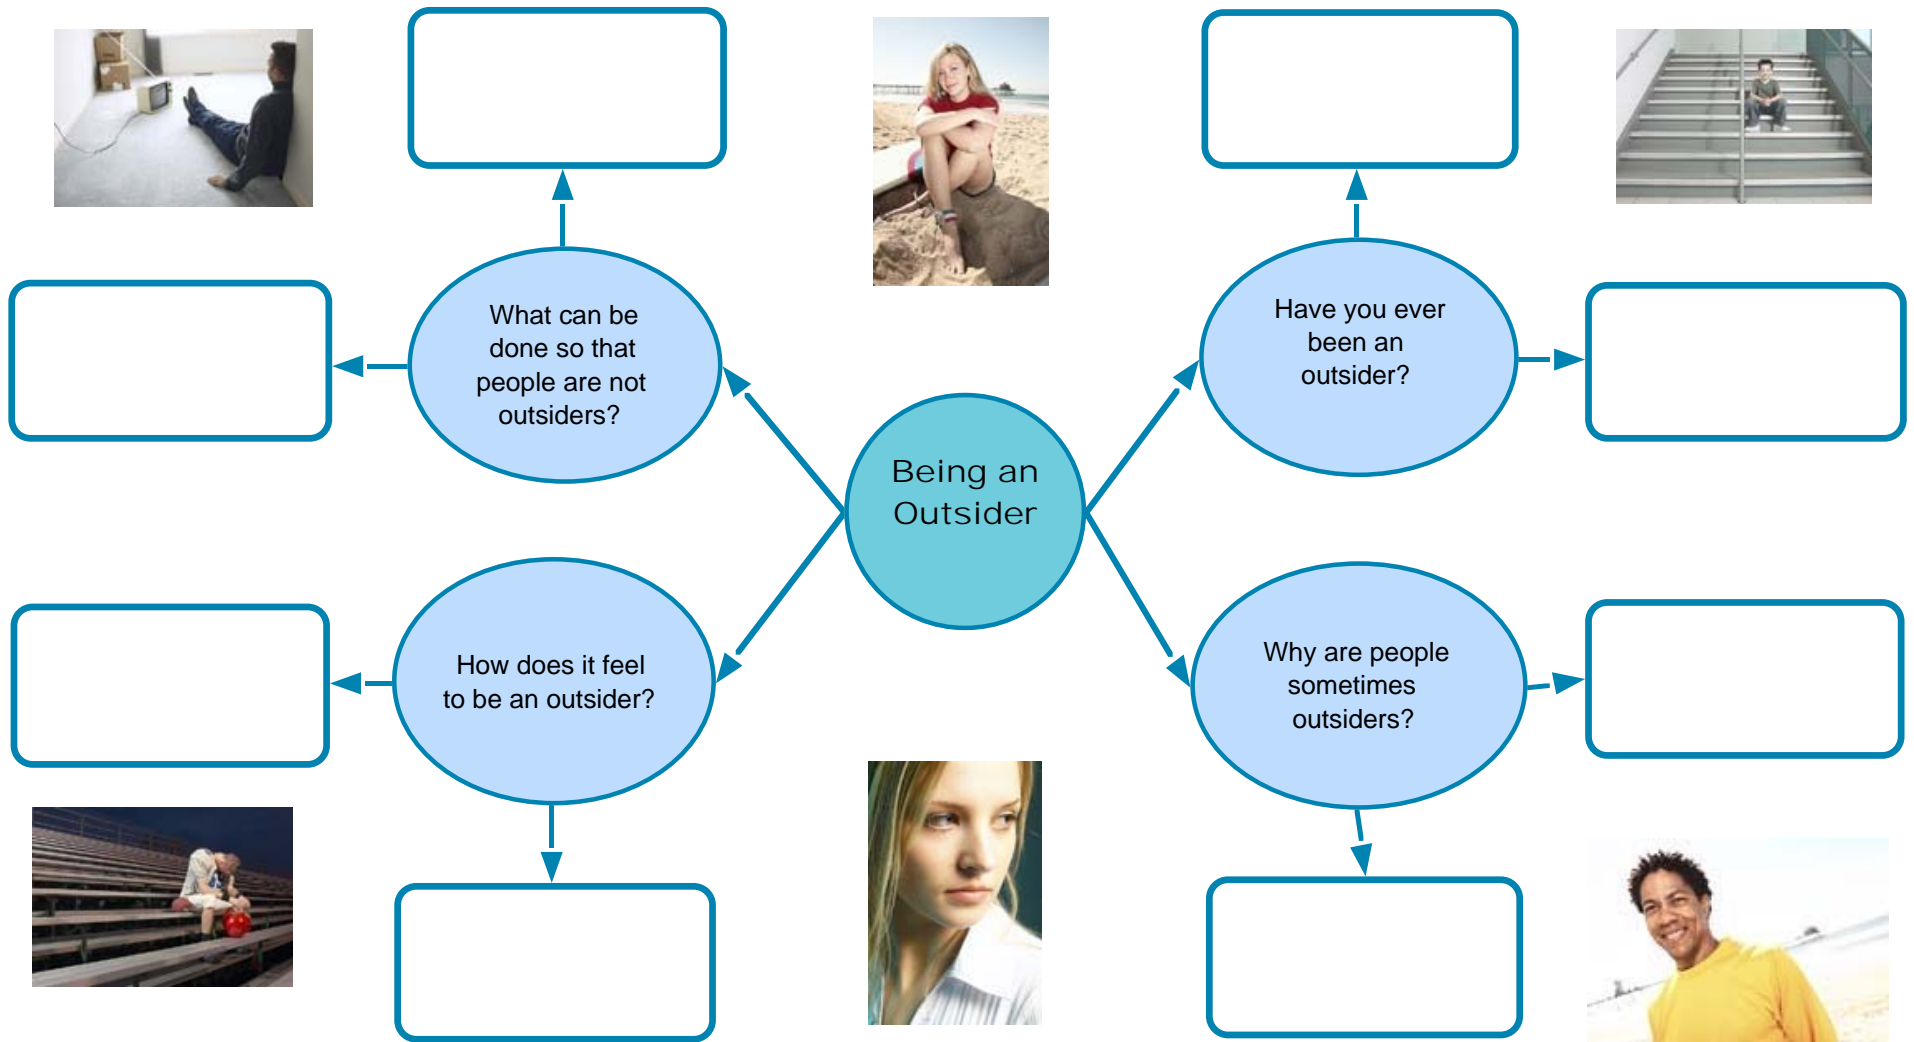 What can be
done so that
people are not
outsiders?
Have you ever
been an
outsider?
Being an
Outsider
How does it feel
to be an outsider?
Why are people
sometimes
outsiders?